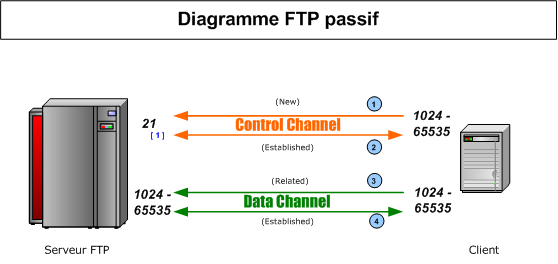 Diagramme FTP passif
(New)
1
1024 -
65535
21
[ 1 ]
Control Channel
2
(Established)
(Related)
3
1024 -
65535
1024 -
65535
Data Channel
(Established)
4
Serveur FTP
Client